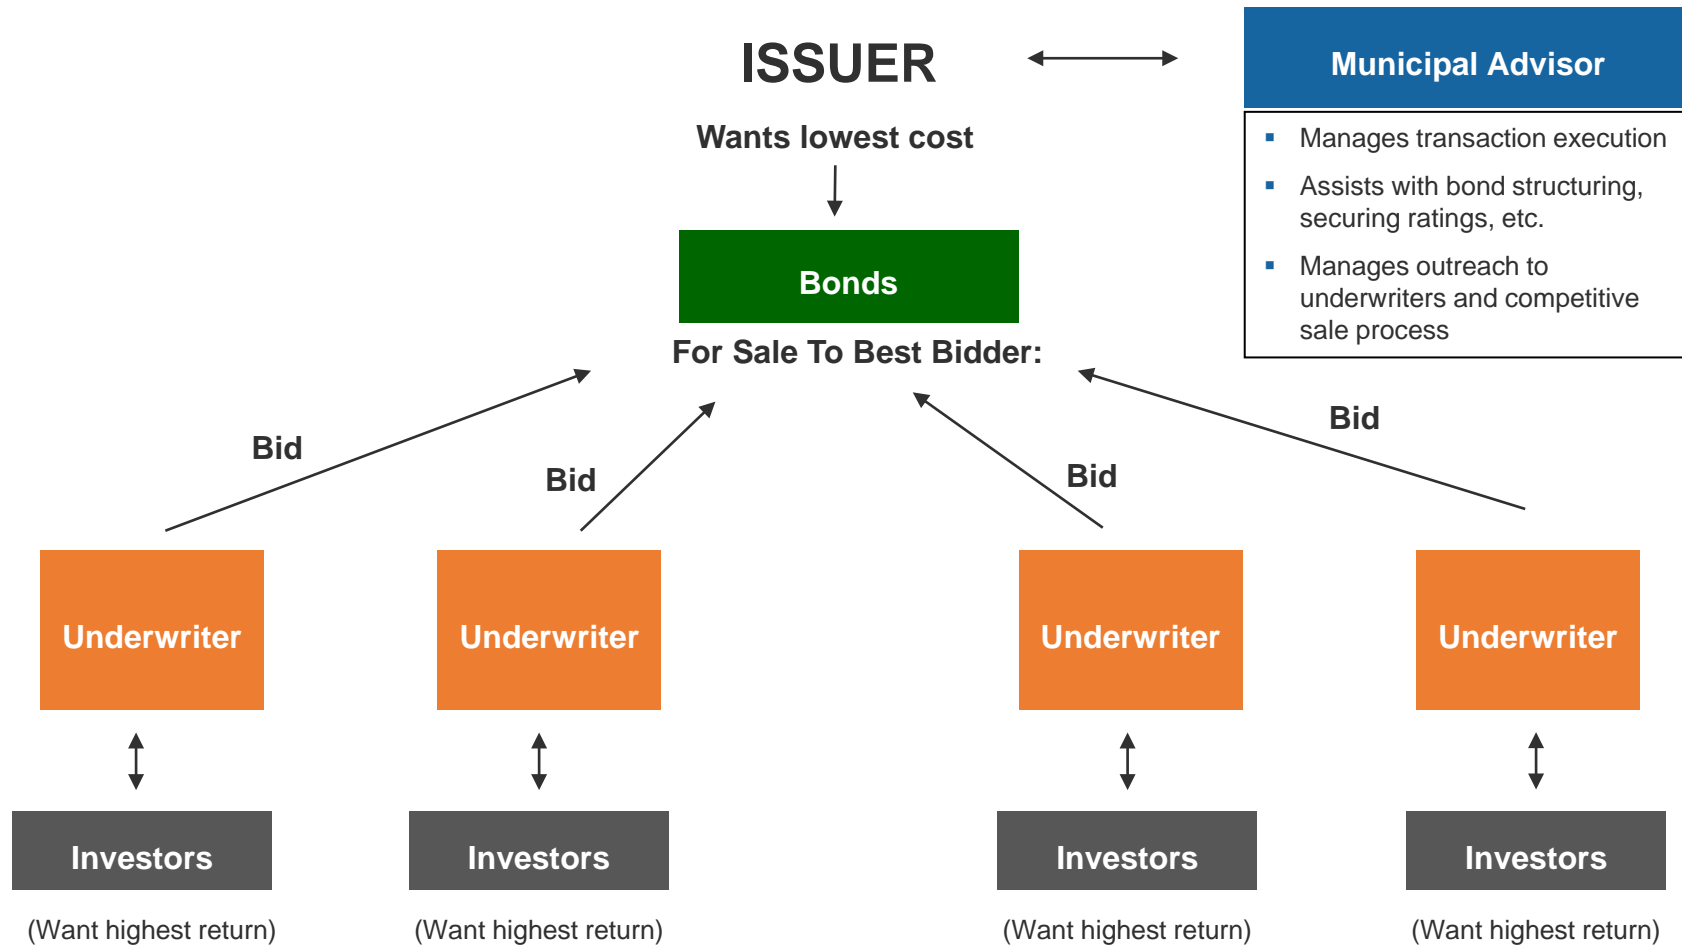 ISSUER
Municipal Advisor
Wants lowest cost
▪ Manages transaction execution
▪ Assists with bond structuring,
securing ratings, etc.
▪ Manages outreach to
underwriters and competitive
sale process
Bonds
For Sale To Best Bidder:
Bid
Bid
Bid
Bid
Underwriter
Underwriter
Underwriter
Underwriter
Investors
Investors
Investors
Investors
(Want highest return)
(Want highest return)
(Want highest return)
(Want highest return)